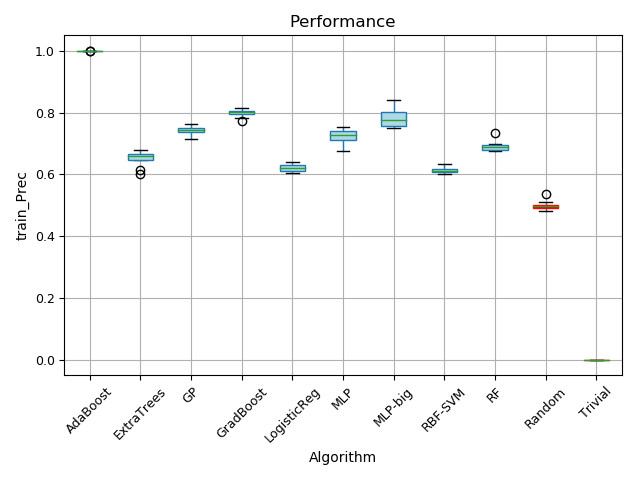 Performance
train_Prec
1.0
0.8
0.6
0.4
0.2
0.0
AdaBoost
ExtraTrees
GP
GradBoost
LogisticReg
MLP
MLP-big
RBF-SVM
RF
Random
Trivial
Algorithm